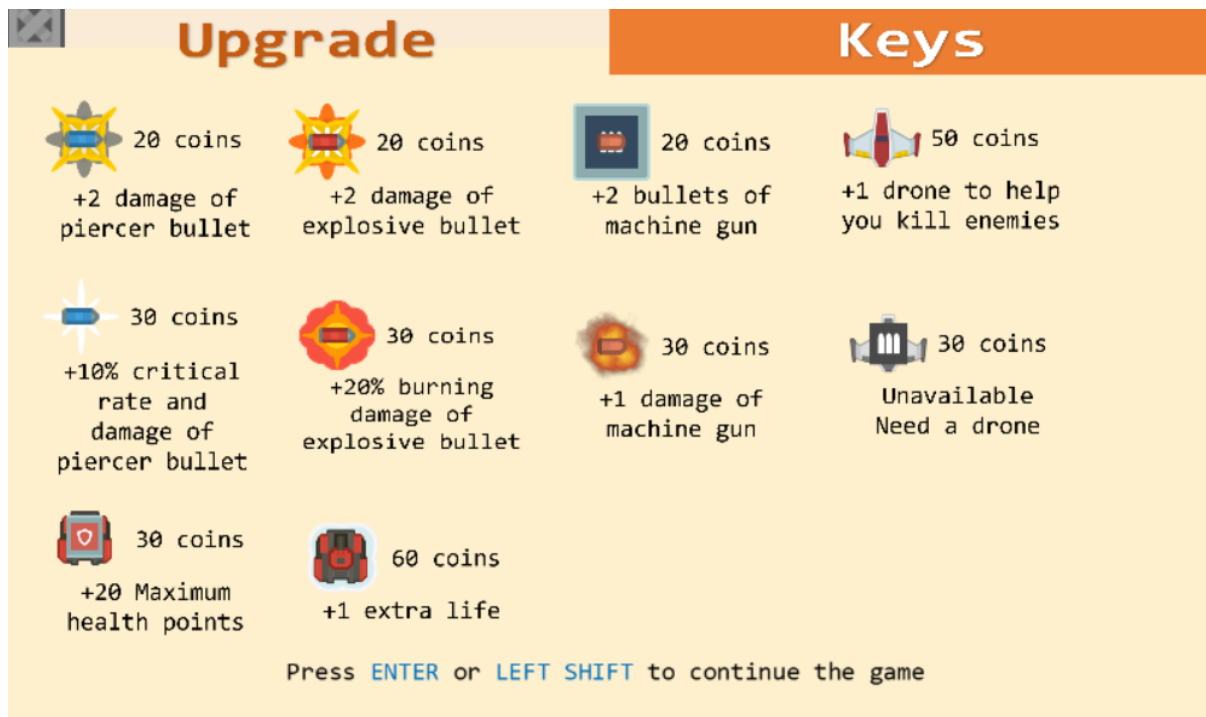 Upgrade
Keys
20 coins
+2 damage of
piercer bullet
20 coins
+2 damage of
explosive bullet
20 coins
+2 bullets of
machine gun
50 coins
+1 drone to help
you kill enemies
30 coins
+10% critical
rate and
damage of
piercer bullet
30 coins
+20% burning
damage of
explosive bullet
30 coins
+1 damage of
machine gun
30 coins
Unavailable
Need a drone
30 coins
+20 Maximum
health points
60 coins
+1 extra life
Press ENTER or LEFT SHIFT to continue the game